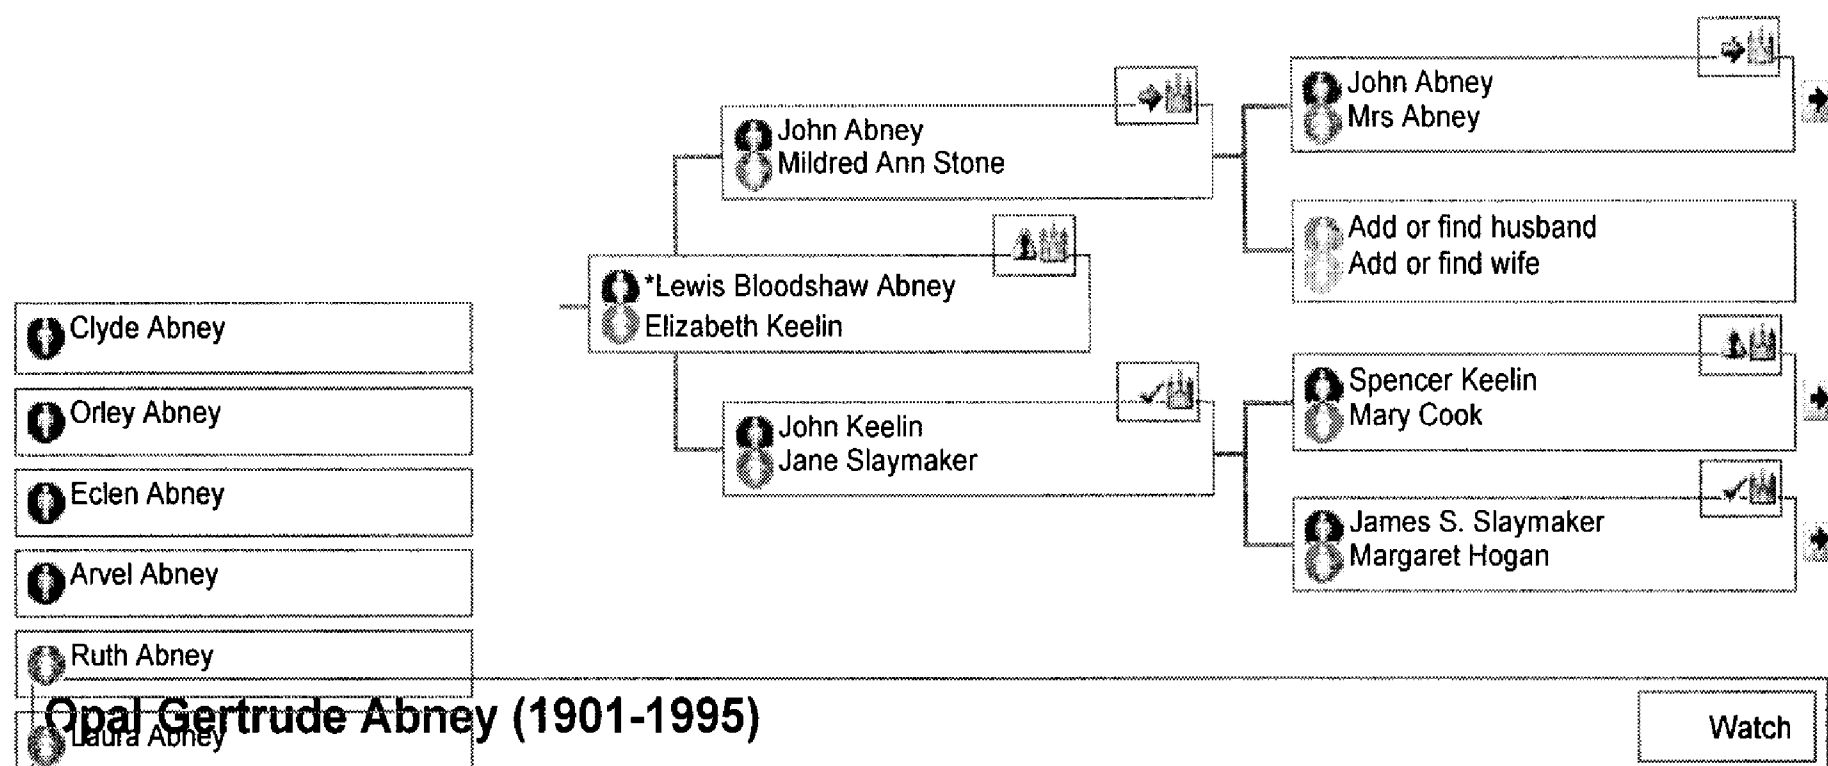 John Abney
Mrs Abney
John Abney
Mildred Ann Stone
Add or find husband
Add or find wife
*Lewis Bloodshaw Abney
Elizabeth Keelin
Clyde Abney
Spencer Keelin
Mary Cook
Orley Abney
John Keelin
Jane Slaymaker
Eclen Abney
James S. Slaymaker
Margaret Hogan
Arvel Abney
Ruth Abney
Opal Gertrude Abney (1901-1995)
Laura Abney
Watch